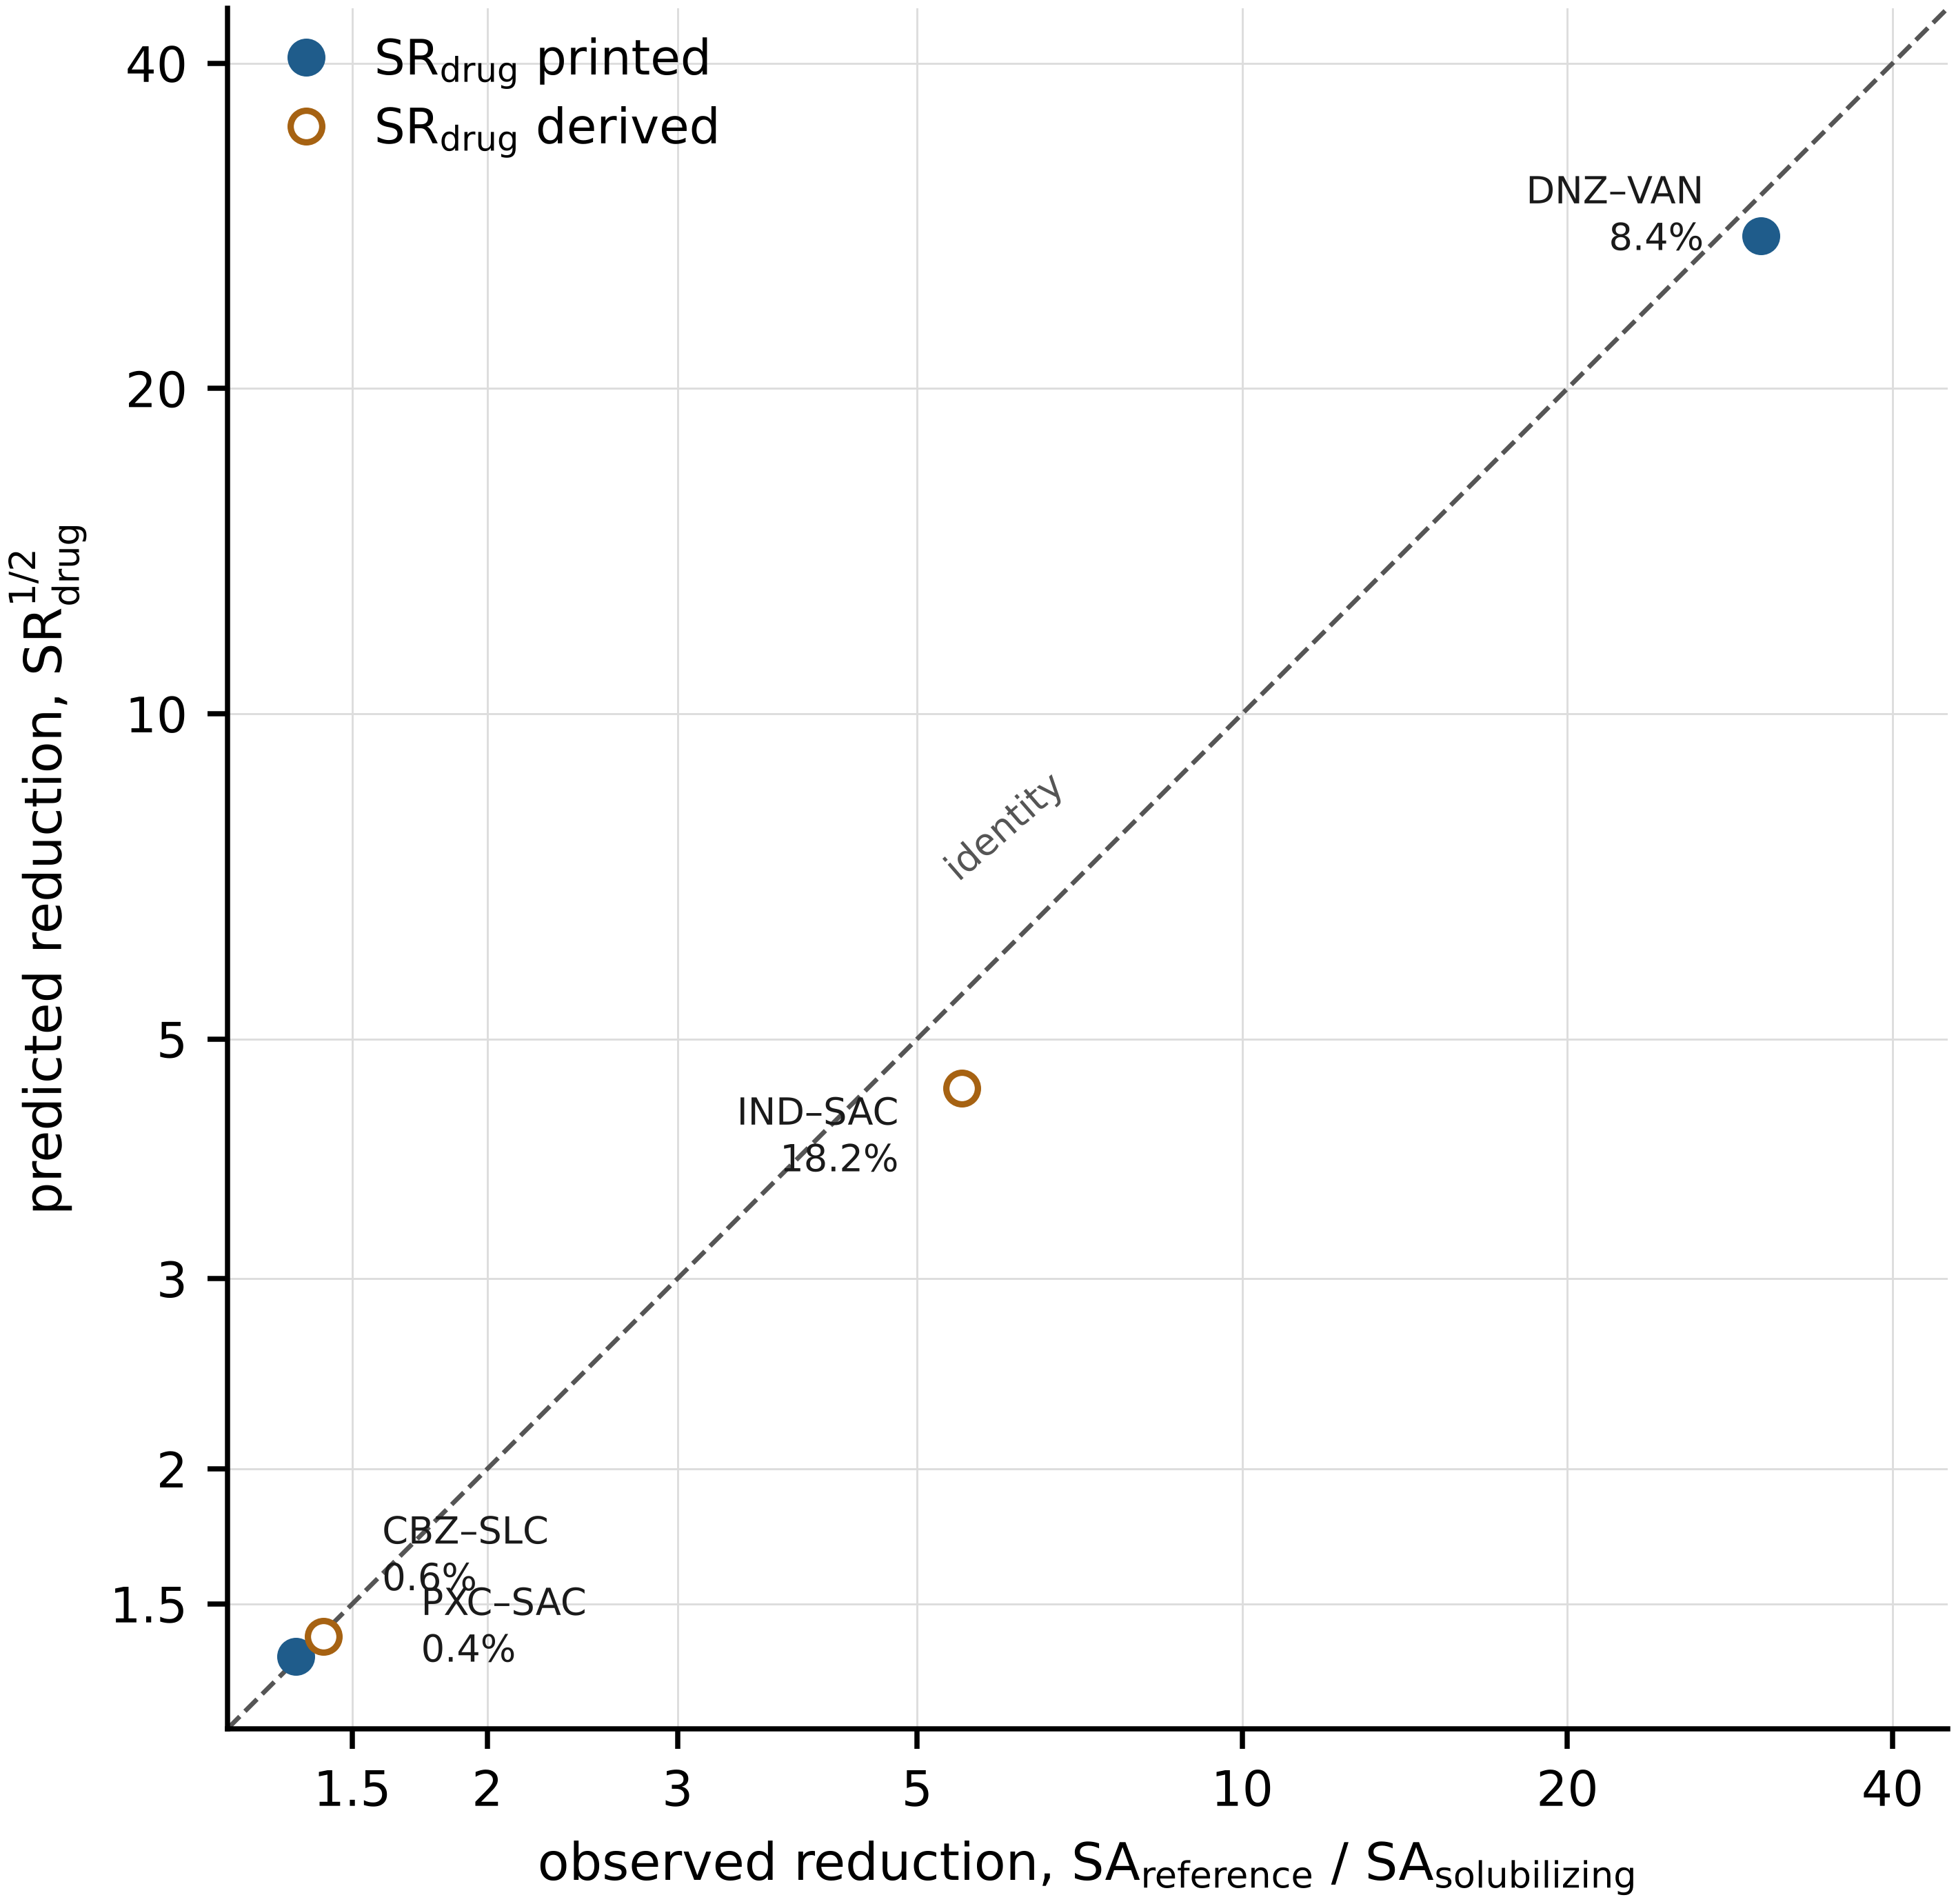 SRdrug printed
SRdrug derived
40
20
10
5
3
2
1.5
predicted reduction, SR1/2drug
DNZ–VAN
8.4%
identity
IND–SAC
18.2%
CBZ–SLC
0.6%
PXC–SAC
0.4%
1.5 2 3 5 10 20 40
observed reduction, SAreference / SAsolubilizing